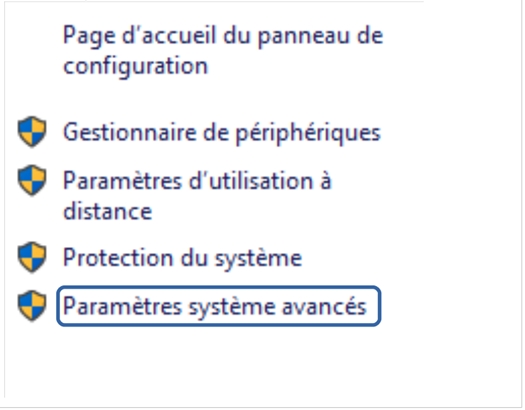 Page d'accueil du panneau de
configuration
Gestionnaire de périphériques
Paramètres d'utilisation à
distance
Protection du système
Paramètres système avancés